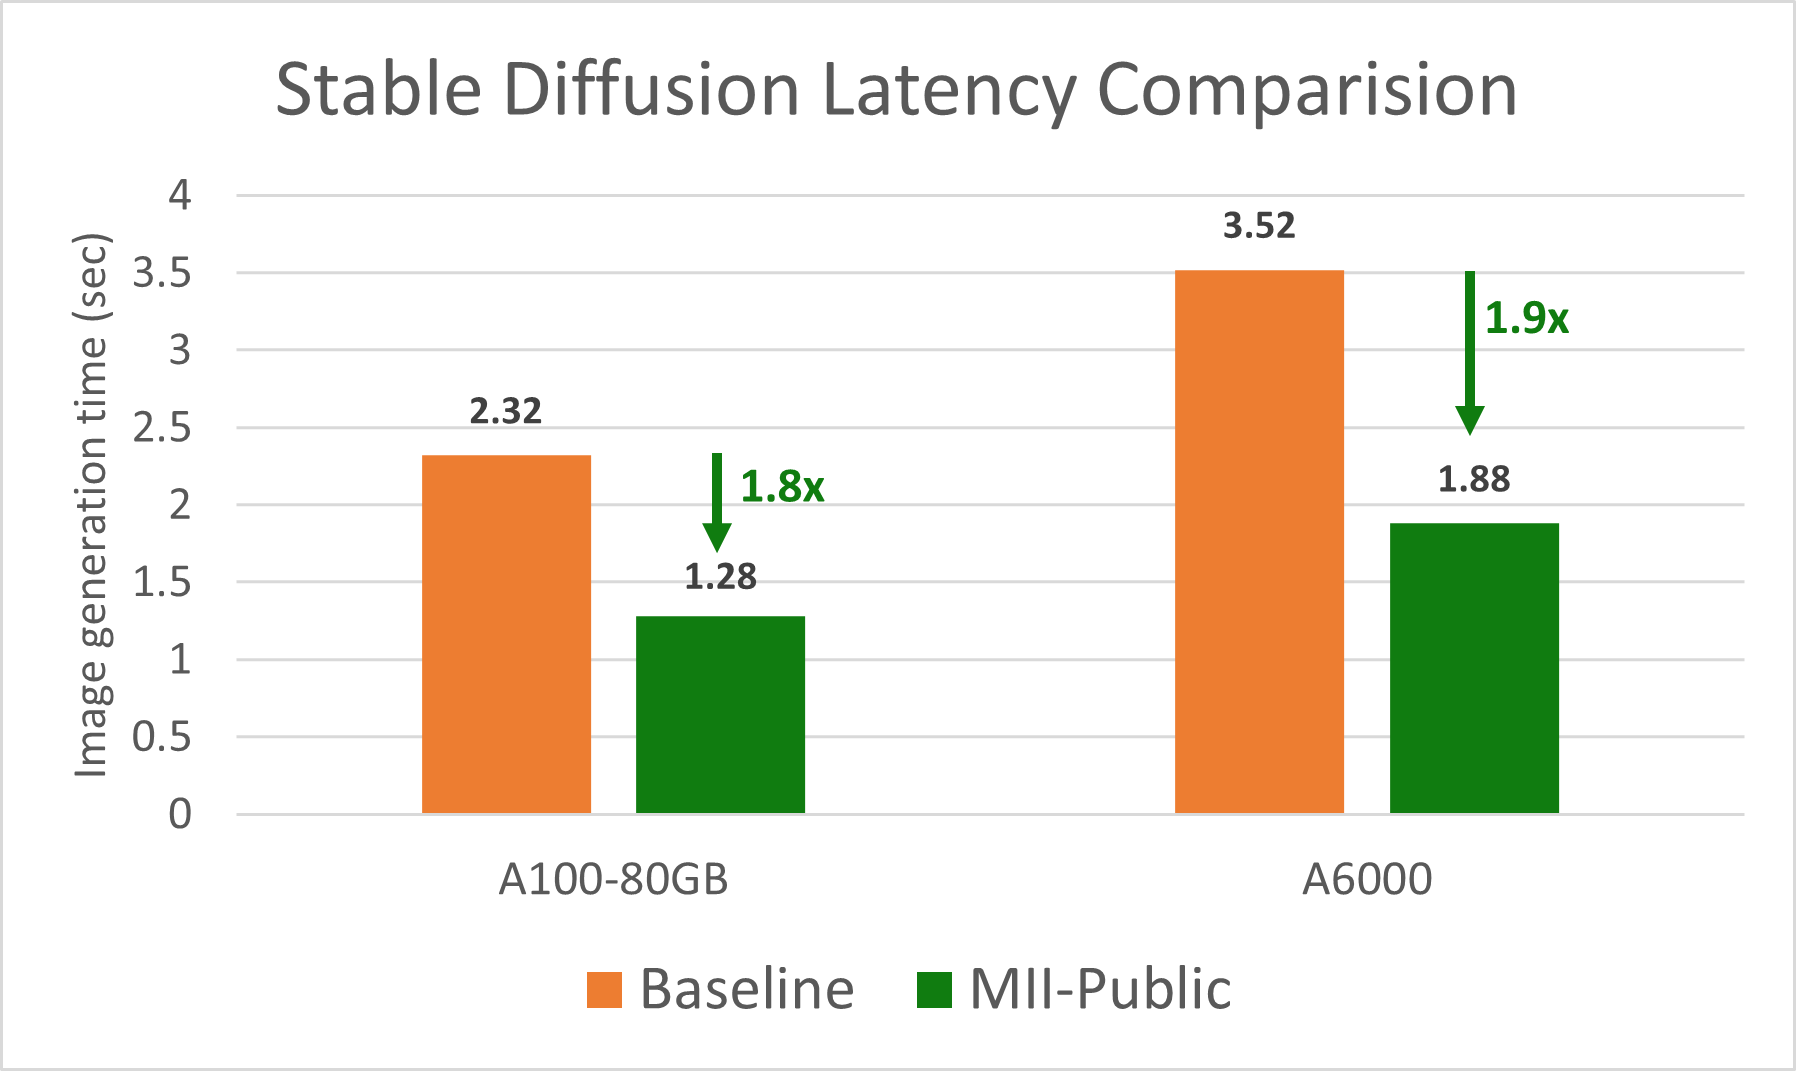 Stable Diffusion Latency Comparision
Image generation time (sec)
4
3.5
3
2.5
2
1.5
1
0.5
0
2.32
1.8x
1.28
3.52
1.9x
1.88
A100-80GB
A6000
Baseline
MII-Public